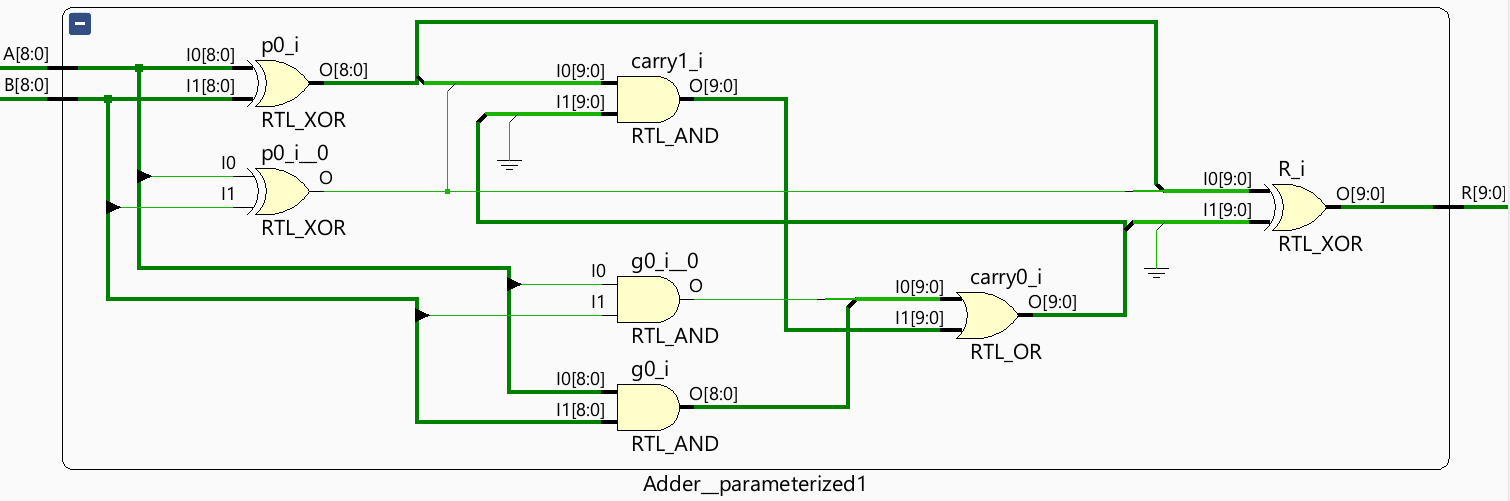 A[8:0]
B[8:0]
p0_i
I0[8:0]
I1[8:0]
O[8:0]
RTL_XOR
p0_i__0
I0
I1
O
RTL_XOR
carry1_i
I0[9:0]
I1[9:0]
O[9:0]
RTL_AND
g0_i__0
I0
I1
O
RTL_AND
g0_i
I0[8:0]
I1[8:0]
O[8:0]
RTL_AND
carry0_i
I0[9:0]
I1[9:0]
O[9:0]
RTL_OR
R_i
I0[9:0]
I1[9:0]
O[9:0]
RTL_XOR
R[9:0]
Adder__parameterized1